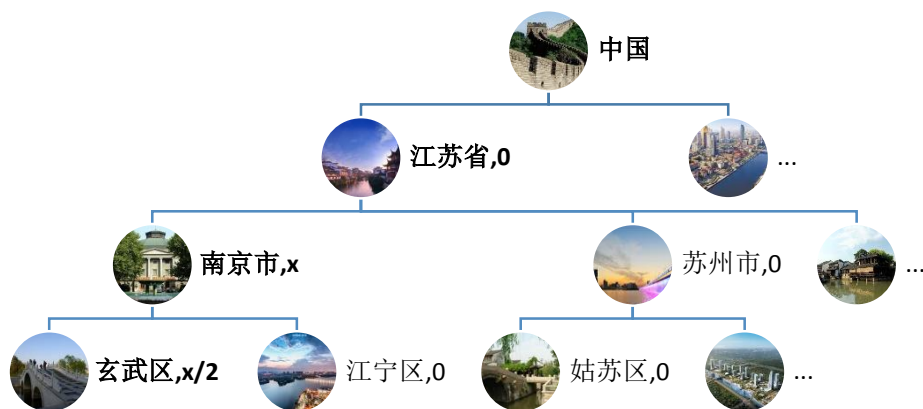 中国
江苏省,0
...
南京市,x
苏州市,0
...
玄武区,x/2
江宁区,0
姑苏区,0
...